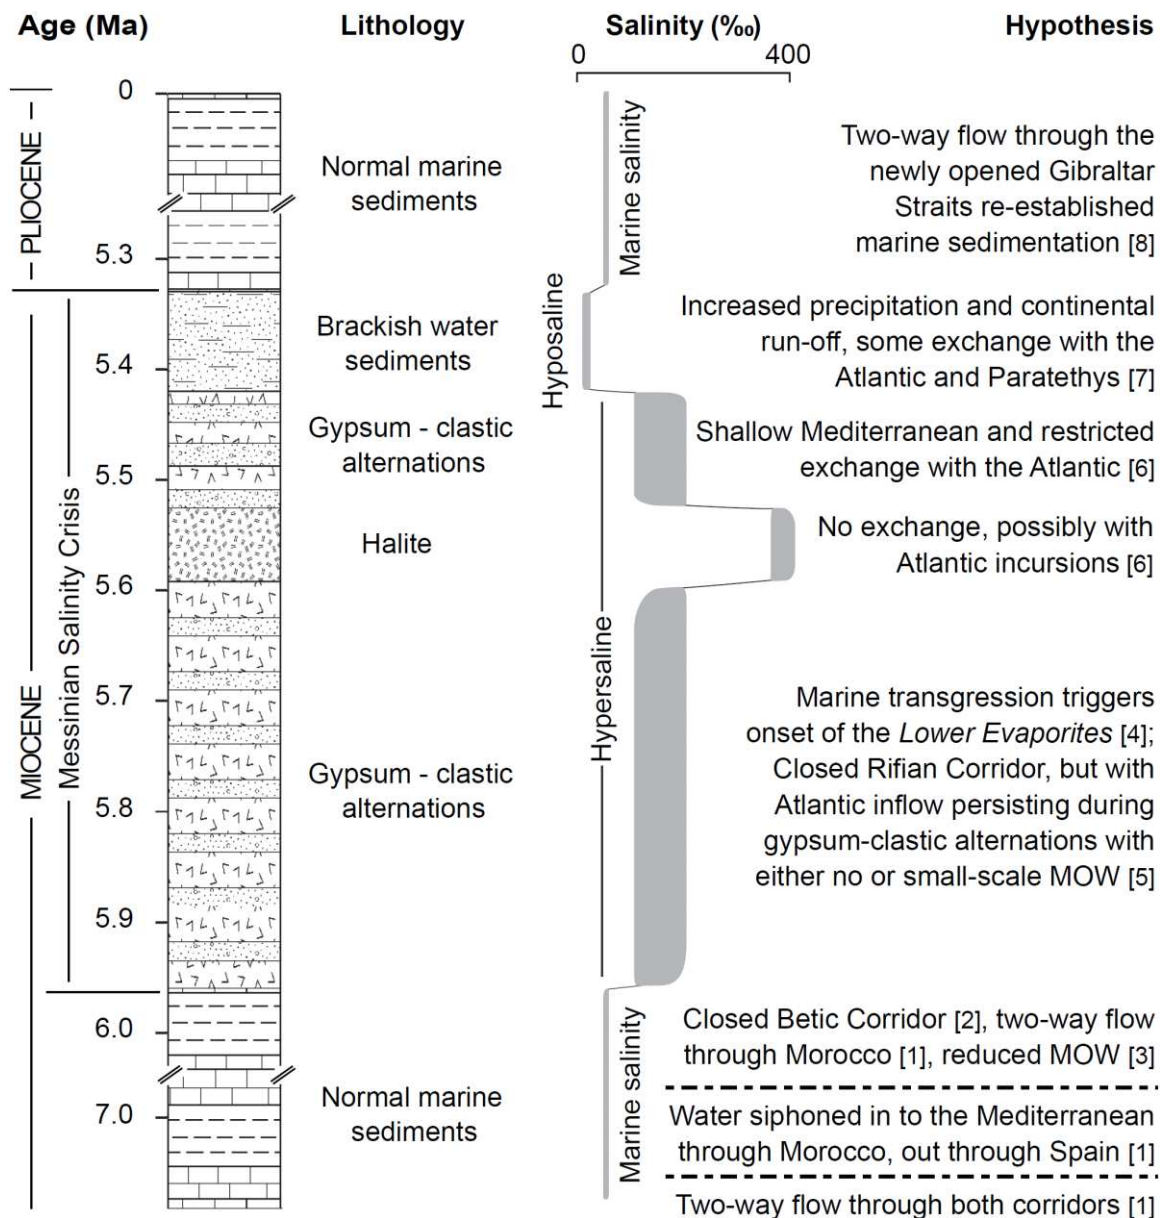 Age (Ma)
Lithology
Salinity (‰)
Hypothesis
0
400
0
5.3
5.4
5.5
5.6
5.7
5.8
5.9
6.0
7.0
PLIOCENE
MIOCENE
Messinian Salinity Crisis
Normal marine
sediments
Brackish water
sediments
Gypsum - clastic
alternations
Halite
Gypsum - clastic
alternations
Normal marine
sediments
Marine salinity
Hyposaline
Hypersaline
Marine salinity
Two-way flow through the
newly opened Gibraltar
Straits re-established
marine sedimentation [8]
Increased precipitation and continental
run-off, some exchange with the
Atlantic and Paratethys [7]
Shallow Mediterranean and restricted
exchange with the Atlantic [6]
No exchange, possibly with
Atlantic incursions [6]
Marine transgression triggers
onset of the Lower Evaporites [4];
Closed Rifian Corridor, but with
Atlantic inflow persisting during
gypsum-clastic alternations with
either no or small-scale MOW [5]
Closed Betic Corridor [2], two-way flow
through Morocco [1], reduced MOW [3]
Water siphoned in to the Mediterranean
through Morocco, out through Spain [1]
Two-way flow through both corridors [1]